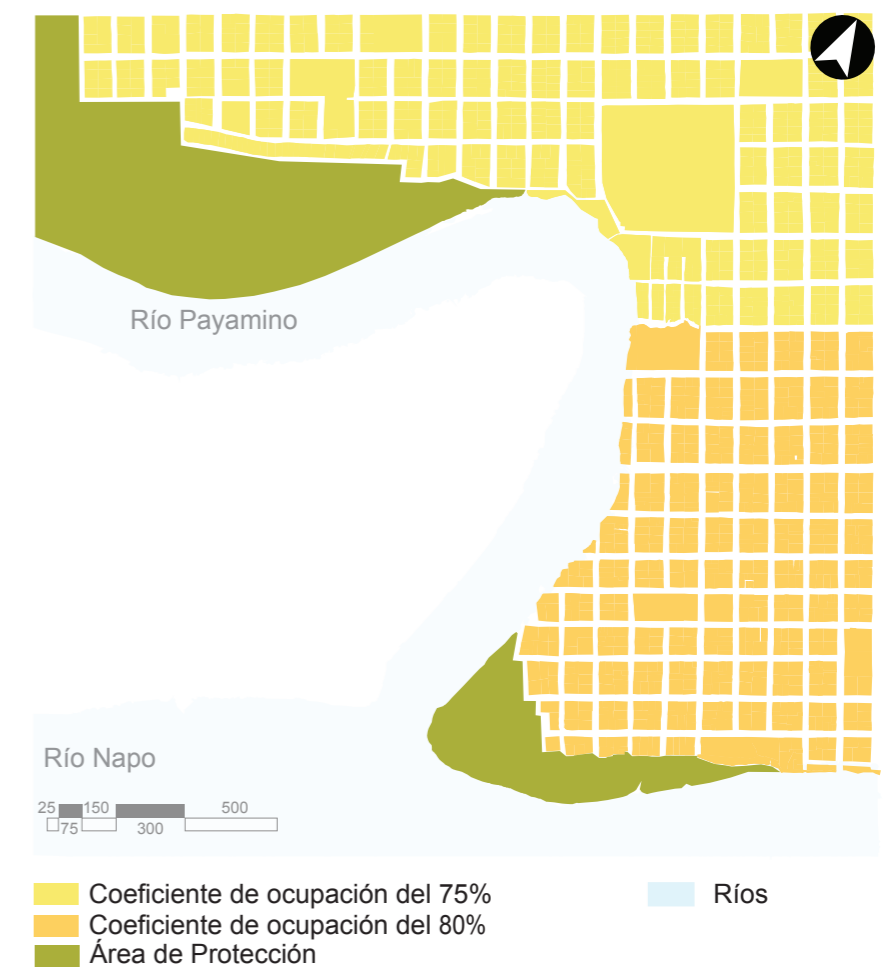 Río Payamino
Río Napo
25 150 500
75 300
Coeficiente de ocupación del 75%
Ríos
Coeficiente de ocupación del 80%
Área de Protección